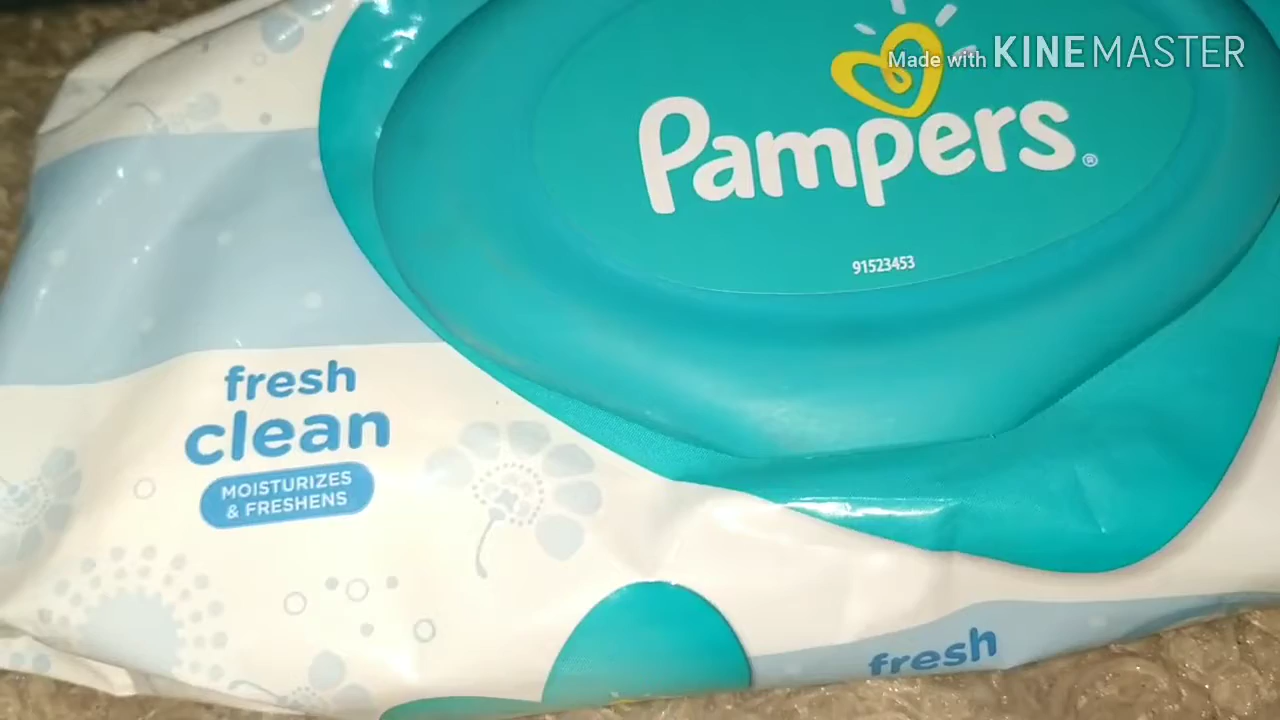 Made with KINEMASTER
Pampers®
91523453
fresh
clean
MOISTURIZES
& FRESHENS
fresh